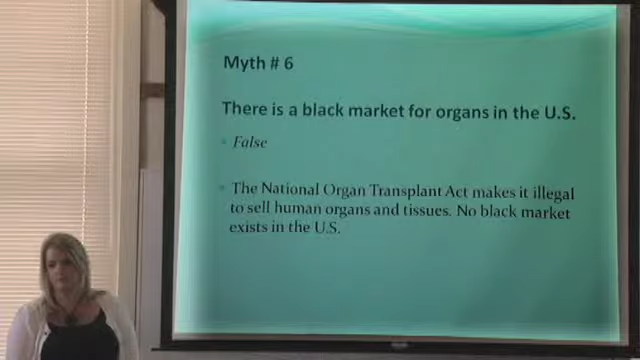 Myth # 6
There is a black market for organs in the U.S.
False
The National Organ Transplant Act makes it illegal
to sell human organs and tissues. No black market
exists in the U.S.